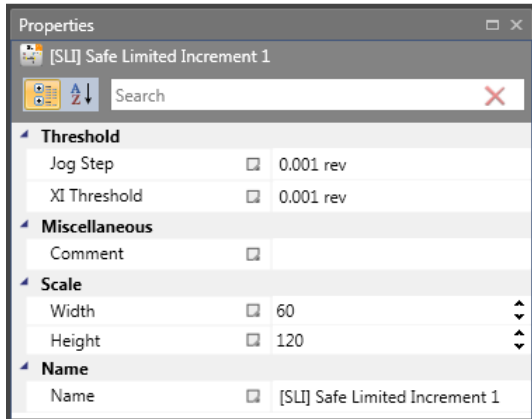 Properties
[SLI] Safe Limited Increment 1
A Z Search
Threshold
Jog Step 0.001 rev
XI Threshold 0.001 rev
Miscellaneous
Comment
Scale
Width 60
Height 120
Name
Name [SLI] Safe Limited Increment 1